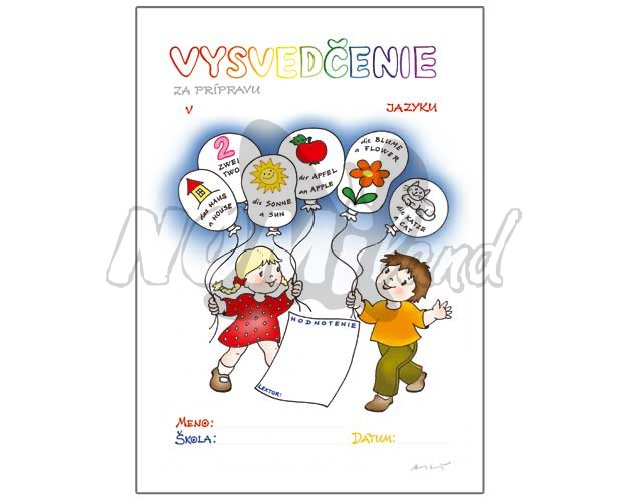 VYSVEDČENIE
ZA PRÍPRAVU
V JAZYKU
2
ZWEI
TWO
das HAUS
a HOUSE
die SONNE
a SUN
der APFEL
an APPLE
die BLUME
a FLOWER
die KATZE
a CAT
HODNOTENIE
LEKTOR:
MENO:
ŠKOLA: DÁTUM: